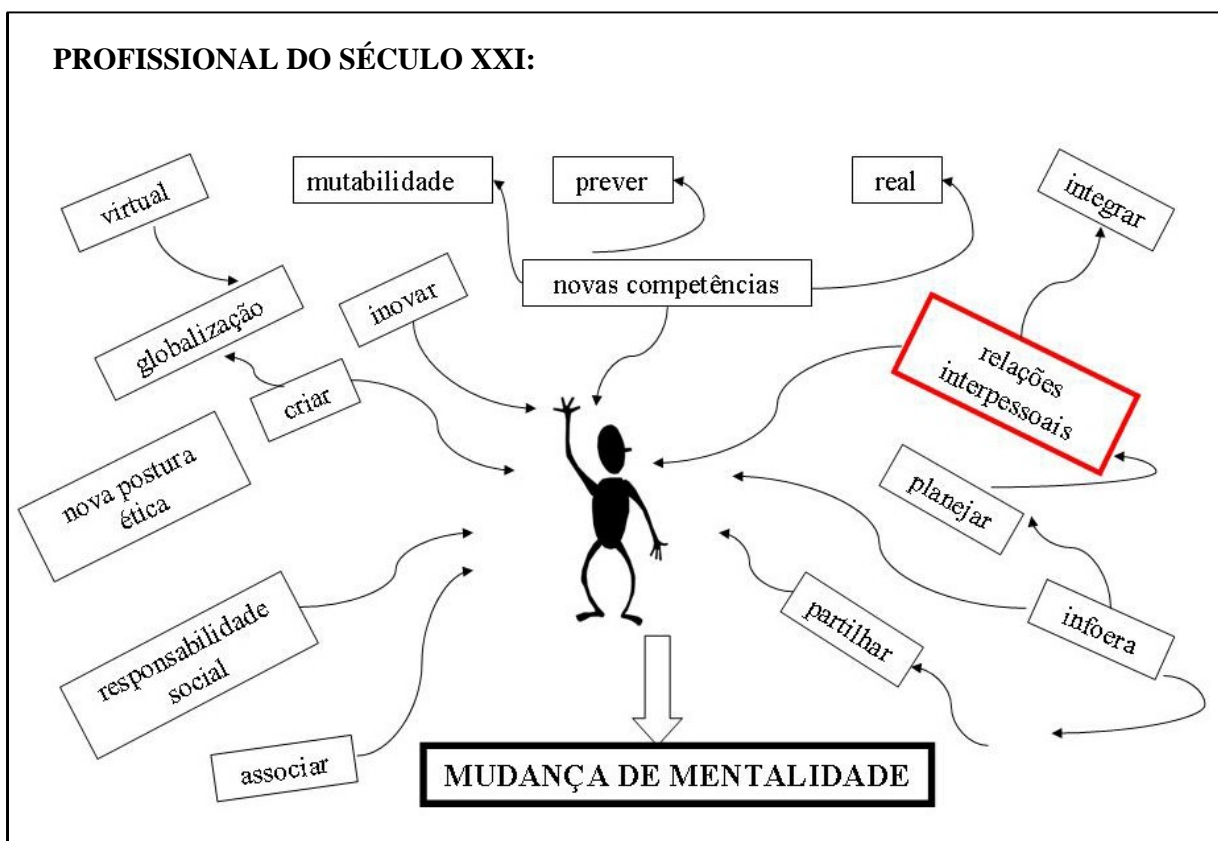 PROFISSIONAL DO SÉCULO XXI:
virtual
mutabilidade
prever
real
integrar
globalização
inovar
novas competências
criar
relações
interpessoais
nova postura
ética
planejar
responsabilidade
social
partilhar
infoera
associar
MUDANÇA DE MENTALIDADE